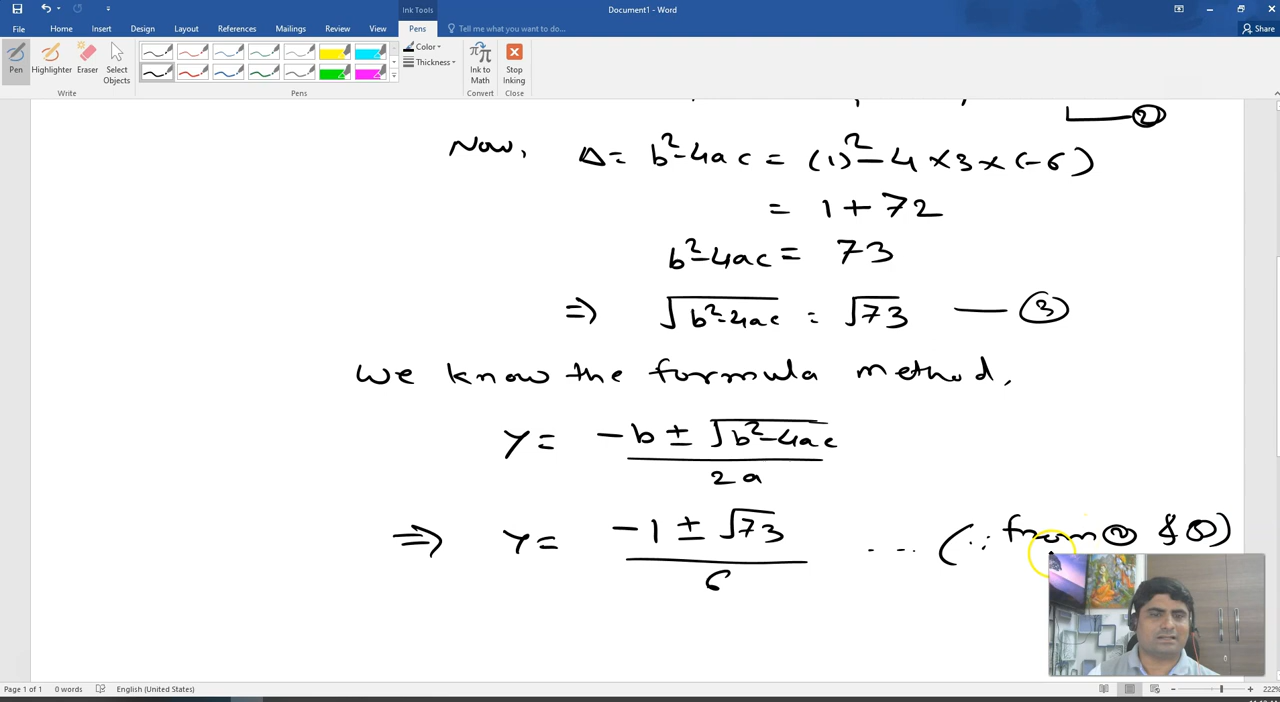 Ink Tools
Document1 - Word
File Home Insert Design Layout References Mailings Review View Pens Tell me what you want to do... Share
Pen Highlighter Eraser Select Objects
Color
Thickness
Ink to Math
Stop Inking
Write Pens Convert Close
②
Now, Δ = b²-4ac = (1)² - 4 × 3 × (-6)
= 1 + 72
b²-4ac = 73
⇒ √b²-4ac = √73 — ③
We know the formula method,
Y = -b ± √b²-4ac / 2a
⇒ Y = -1 ± √73 / 6 ... (∵ from ② & ③)
Page 1 of 1 0 words English (United States) 222%